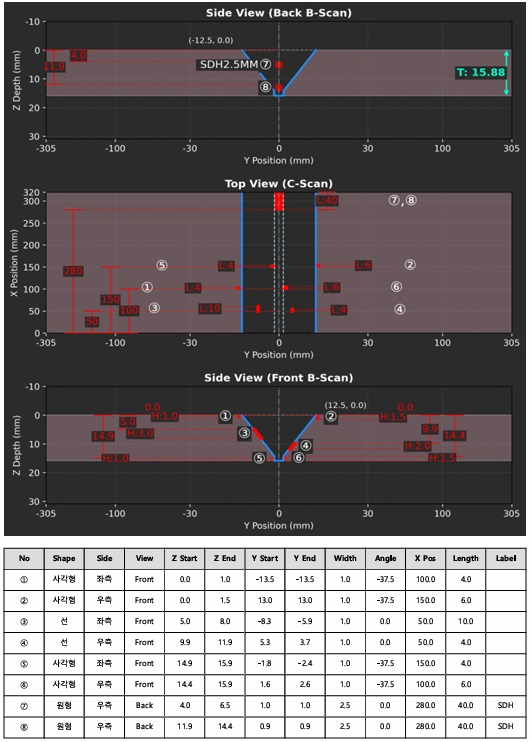 Side View (Back B-Scan)
-10
(-12.5, 0.0)
0
4.0
SDH2.5MM⑦
11.9
T: 15.88
10
⑧
20
30
Z Depth (mm)
-305 -100 -30 0 30 100 305
Y Position (mm)
Top View (C-Scan)
320
300
L:40
⑦,⑧
250
200
⑤ L:4 L:6 ②
280
150
150
① L:4 L:6 ⑥
100
100
③ L:10 L:4 ④
50
50
0
X Position (mm)
-305 -100 -30 0 30 100 305
Y Position (mm)
Side View (Front B-Scan)
-10
0.0 (12.5, 0.0) 0.0
0 H:1.0 ① ② H:1.5
5.0 H:3.0 ③ 9.9
14.9 14.4
10 ④ H:2.0
H:1.0 ⑤ ⑥ H:1.5
20
30
Z Depth (mm)
-305 -100 -30 0 30 100 305
Y Position (mm)
No Shape Side View Z Start Z End Y Start Y End Width Angle X Pos Length Label
① 사각형 좌측 Front 0.0 1.0 −13.5 −13.5 1.0 −37.5 100.0 4.0
② 사각형 우측 Front 0.0 1.5 13.0 13.0 1.0 −37.5 150.0 6.0
③ 선 좌측 Front 5.0 8.0 −8.3 −5.9 1.0 0.0 50.0 10.0
④ 선 우측 Front 9.9 11.9 5.3 3.7 1.0 0.0 50.0 4.0
⑤ 사각형 좌측 Front 14.9 15.9 −1.8 −2.4 1.0 −37.5 150.0 4.0
⑥ 사각형 우측 Front 14.4 15.9 1.6 2.6 1.0 −37.5 100.0 6.0
⑦ 원형 우측 Back 4.0 6.5 1.0 1.0 2.5 0.0 280.0 40.0 SDH
⑧ 원형 우측 Back 11.9 14.4 0.9 0.9 2.5 0.0 280.0 40.0 SDH